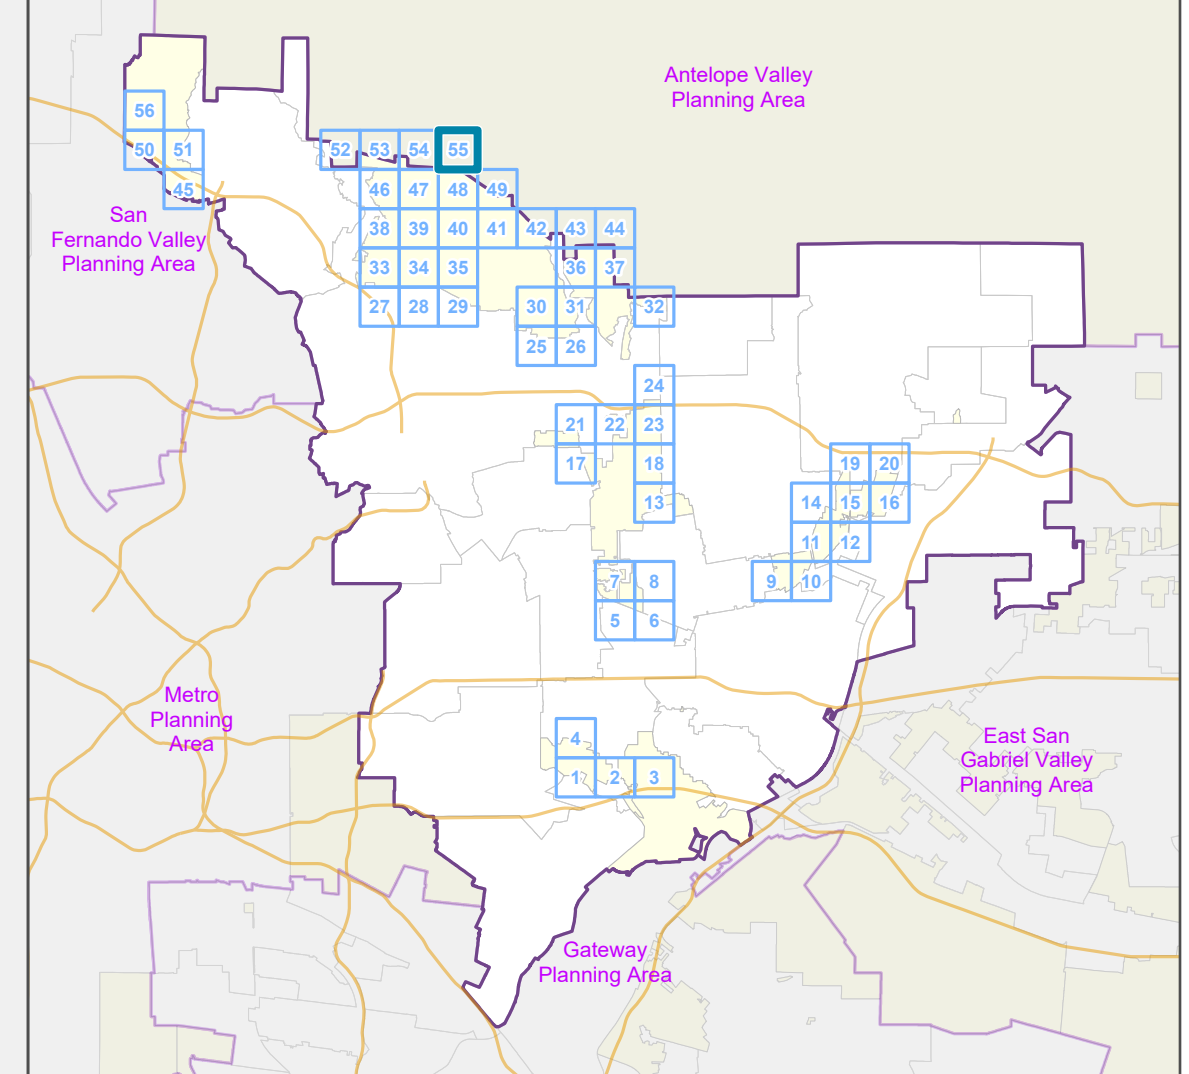 Antelope Valley
Planning Area
56
50 51
52 53 54 55
45
46 47 48 49
San
Fernando Valley
Planning Area
38 39 40 41 42 43 44
33 34 35 36 37
27 28 29 30 31 32
25 26
24
21 22 23
17 18 19 20
13 14 15 16
11 12
7 8 9 10
5 6
Metro
Planning
Area
4
East San
Gabriel Valley
Planning Area
1 2 3
Gateway
Planning Area